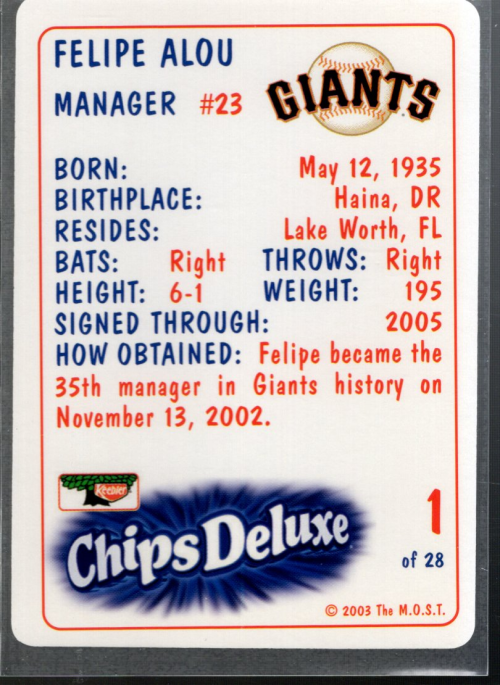 FELIPE ALOU
MANAGER #23
GIANTS
BORN: May 12, 1935
BIRTHPLACE: Haina, DR
RESIDES: Lake Worth, FL
BATS: Right THROWS: Right
HEIGHT: 6-1 WEIGHT: 195
SIGNED THROUGH: 2005
HOW OBTAINED: Felipe became the
35th manager in Giants history on
November 13, 2002.
Keebler
Chips Deluxe
1
of 28
© 2003 The M.O.S.T.